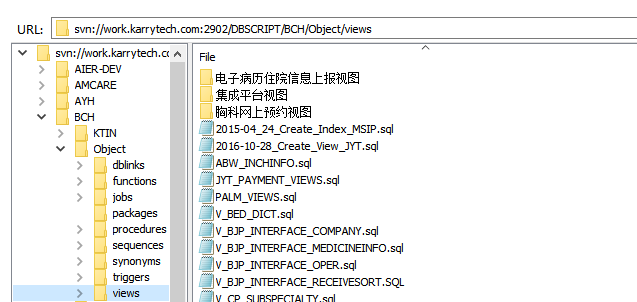 URL: svn://work.karrytech.com:2902/DBSCRIPT/BCH/Object/views
svn://work.karrytech.cc
AIER-DEV
AMCARE
AYH
BCH
KTIN
Object
dblinks
functions
jobs
packages
procedures
sequences
synonyms
triggers
views
File
电子病历住院信息上报视图
集成平台视图
胸科网上预约视图
2015-04_24_Create_Index_MSIP.sql
2016-10-28_Create_View_JYT.sql
ABW_INCHINFO.sql
JYT_PAYMENT_VIEWS.sql
PALM_VIEWS.sql
V_BED_DICT.sql
V_BJP_INTERFACE_COMPANY.sql
V_BJP_INTERFACE_MEDICINEINFO.sql
V_BJP_INTERFACE_OPER.sql
V_BJP_INTERFACE_RECEIVESORT.SQL
V_CP_SUBSPECIALTY.sql